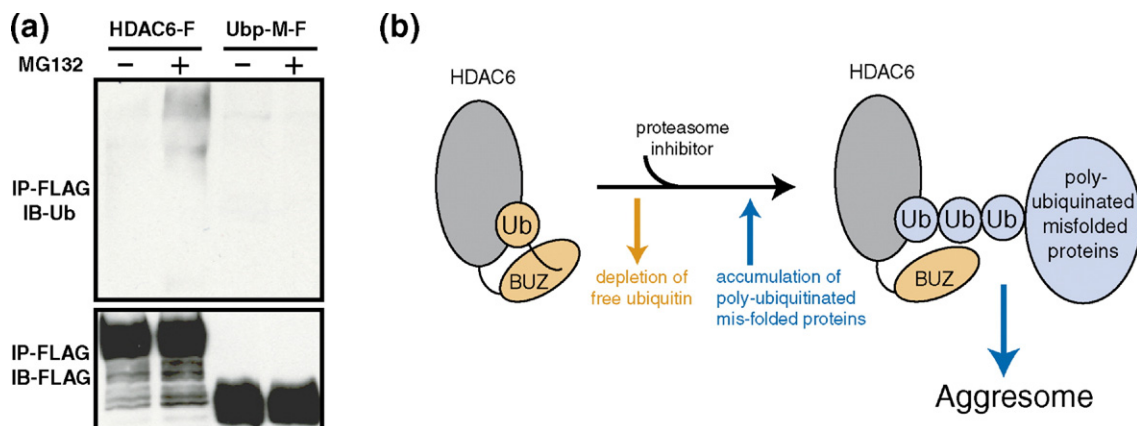 (a)
HDAC6-F Ubp-M-F
MG132 − + − +
IP-FLAG
IB-Ub
IP-FLAG
IB-FLAG
(b)
HDAC6
Ub
BUZ
proteasome
inhibitor
depletion of
free ubiquitin
accumulation of
poly-ubiquitinated
mis-folded proteins
HDAC6
Ub Ub Ub
BUZ
poly-
ubiquinated
misfolded
proteins
Aggresome